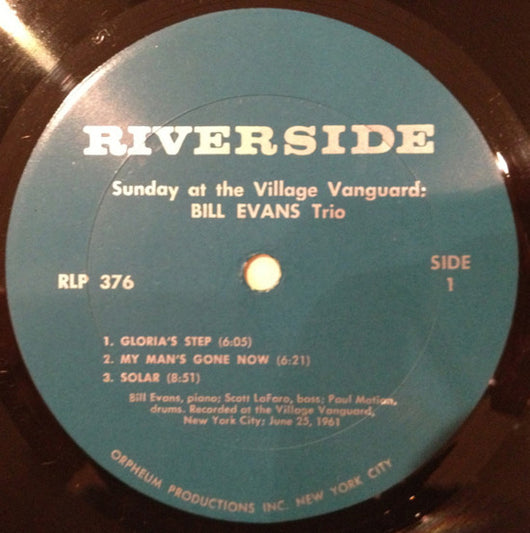 RIVERSIDE
Sunday at the Village Vanguard:
BILL EVANS Trio
RLP 376
SIDE
1
1. GLORIA'S STEP (6:05)
2. MY MAN'S GONE NOW (6:21)
3. SOLAR (8:51)
Bill Evans, piano; Scott LaFaro, bass; Paul Motian,
drums. Recorded at the Village Vanguard,
New York City; June 25, 1961
ORPHEUM PRODUCTIONS INC. NEW YORK CITY